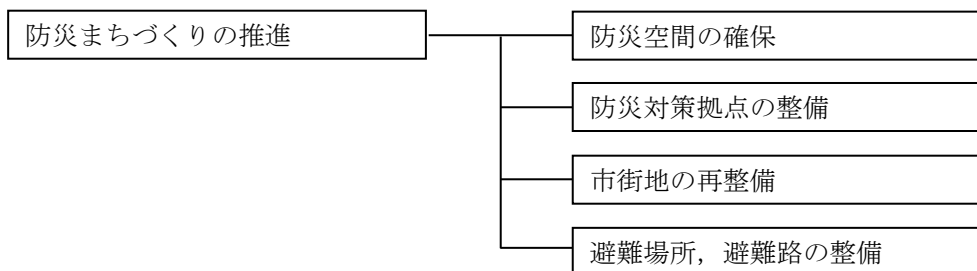 防災まちづくりの推進
防災空間の確保
防災対策拠点の整備
市街地の再整備
避難場所，避難路の整備